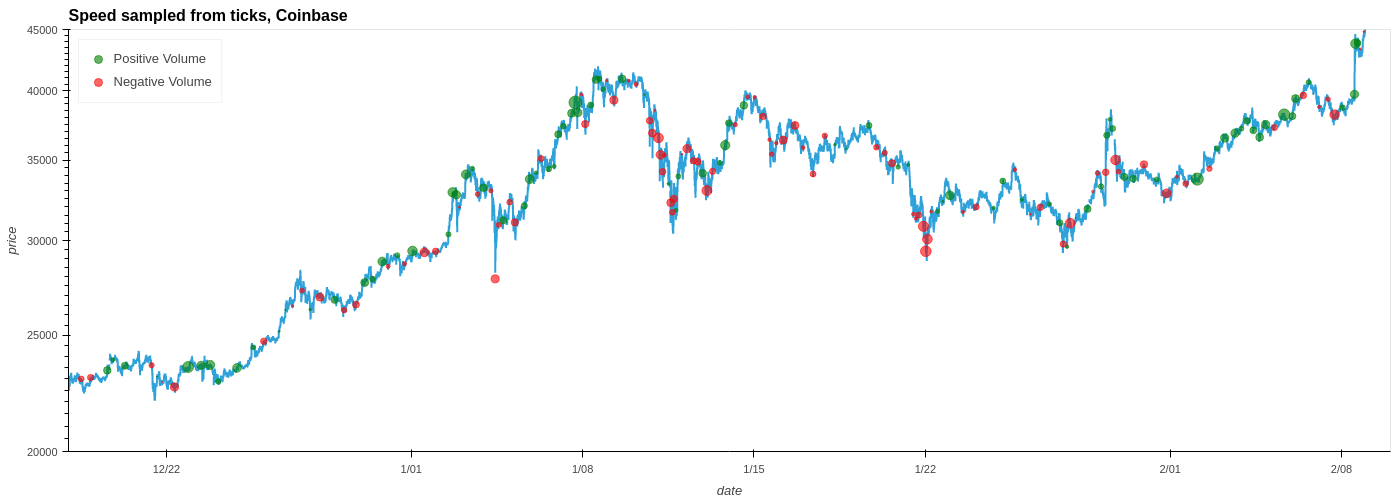 Speed sampled from ticks, Coinbase
Positive Volume
Negative Volume
45000
40000
35000
30000
25000
20000
price
12/22
1/01
1/08
1/15
1/22
2/01
2/08
date